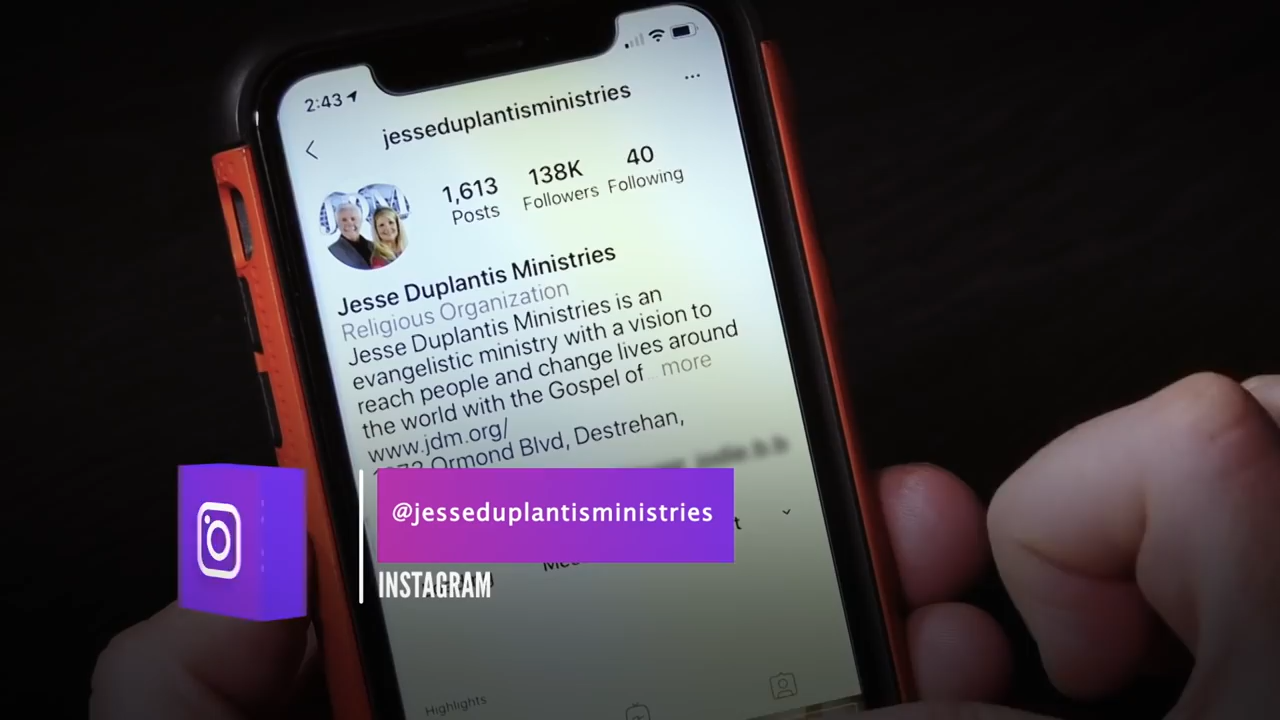 2:43
jesseduplantisministries
JDM
1,613
Posts
138K
Followers
40
Following
Jesse Duplantis Ministries
Religious Organization
Jesse Duplantis Ministries is an
evangelistic ministry with a vision to
reach people and change lives around
the world with the Gospel of... more
www.jdm.org/
Ormond Blvd, Destrehan,
@jesseduplantisministries
INSTAGRAM
Highlights